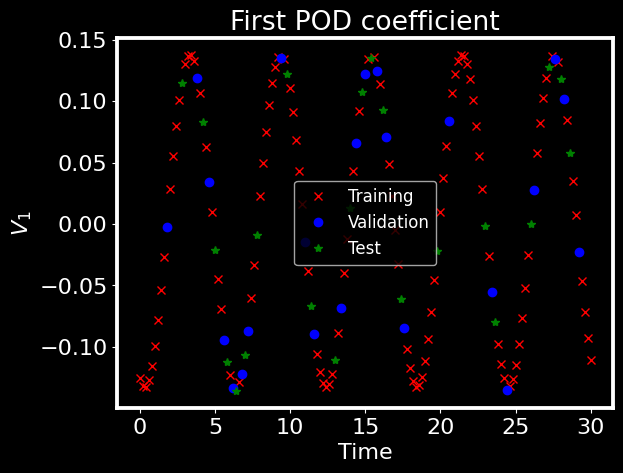 First POD coefficient
0.15
0.10
0.05
0.00
−0.05
−0.10
V₁
Training
Validation
Test
0 5 10 15 20 25 30
Time